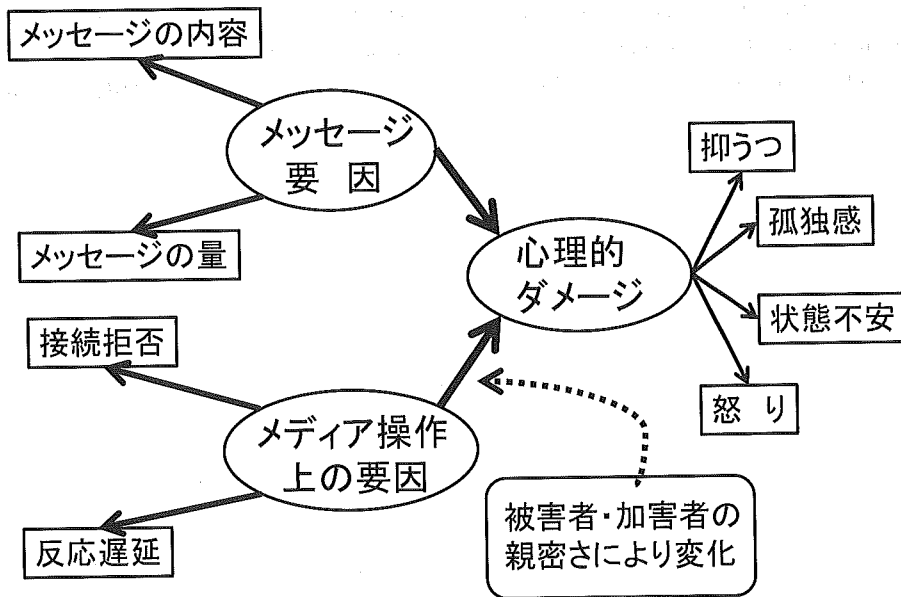 メッセージの内容
メッセージ
要　因
メッセージの量
抑うつ
孤独感
心理的
ダメージ
状態不安
怒　り
接続拒否
メディア操作
上の要因
反応遅延
被害者・加害者の
親密さにより変化